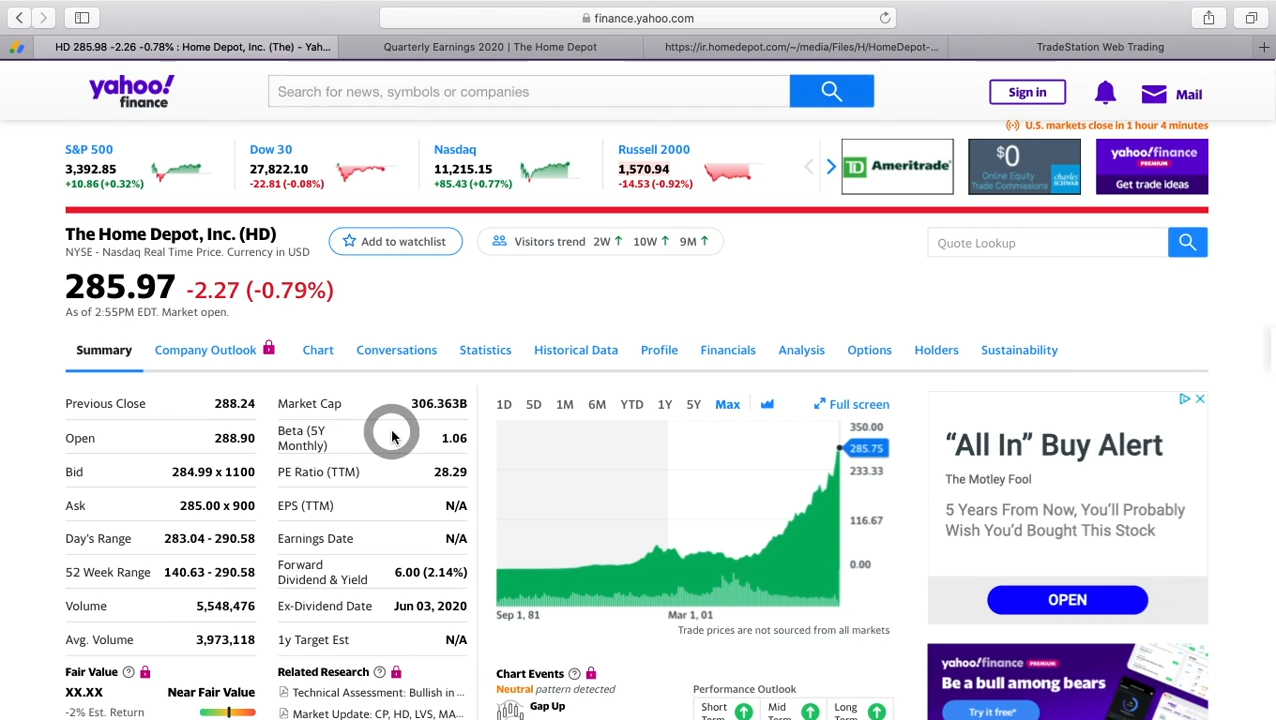 finance.yahoo.com
HD 285.98 -2.26 -0.78% : Home Depot, Inc. (The) - Yah...
Quarterly Earnings 2020 | The Home Depot
https://ir.homedepot.com/~/media/Files/H/HomeDepot-...
TradeStation Web Trading
yahoo!
finance
Search for news, symbols or companies
Sign in
Mail
U.S. markets close in 1 hour 4 minutes
S&P 500
3,392.85
+10.86 (+0.32%)
Dow 30
27,822.10
-22.81 (-0.08%)
Nasdaq
11,215.15
+85.43 (+0.77%)
Russell 2000
1,570.94
-14.53 (-0.92%)
TD Ameritrade
$0
Online Equity
Trade Commissions
charles
SCHWAB
yahoo!finance
PREMIUM
Get trade ideas
The Home Depot, Inc. (HD)
NYSE - Nasdaq Real Time Price. Currency in USD
Add to watchlist
Visitors trend 2W↑ 10W↑ 9M↑
Quote Lookup
285.97 -2.27 (-0.79%)
As of 2:55PM EDT. Market open.
Summary
Company Outlook
Chart
Conversations
Statistics
Historical Data
Profile
Financials
Analysis
Options
Holders
Sustainability
Previous Close 288.24
Open 288.90
Bid 284.99 x 1100
Ask 285.00 x 900
Day's Range 283.04 - 290.58
52 Week Range 140.63 - 290.58
Volume 5,548,476
Avg. Volume 3,973,118
Fair Value
XX.XX Near Fair Value
-2% Est. Return
Market Cap 306.363B
Beta (5Y
Monthly) 1.06
PE Ratio (TTM) 28.29
EPS (TTM) N/A
Earnings Date N/A
Forward
Dividend & Yield 6.00 (2.14%)
Ex-Dividend Date Jun 03, 2020
1y Target Est N/A
Related Research
Technical Assessment: Bullish in ...
Market Update: CP, HD, LVS, MA...
1D 5D 1M 6M YTD 1Y 5Y Max
Full screen
350.00
285.75
233.33
116.67
0.00
Sep 1, 81
Mar 1, 01
Trade prices are not sourced from all markets
Chart Events
Neutral pattern detected
Gap Up
Performance Outlook
Short
Term
Mid
Term
Long
Term
“All In” Buy Alert
The Motley Fool
5 Years From Now, You’ll Probably
Wish You’d Bought This Stock
OPEN
yahoo!finance PREMIUM
Be a bull among bears
Try it free*